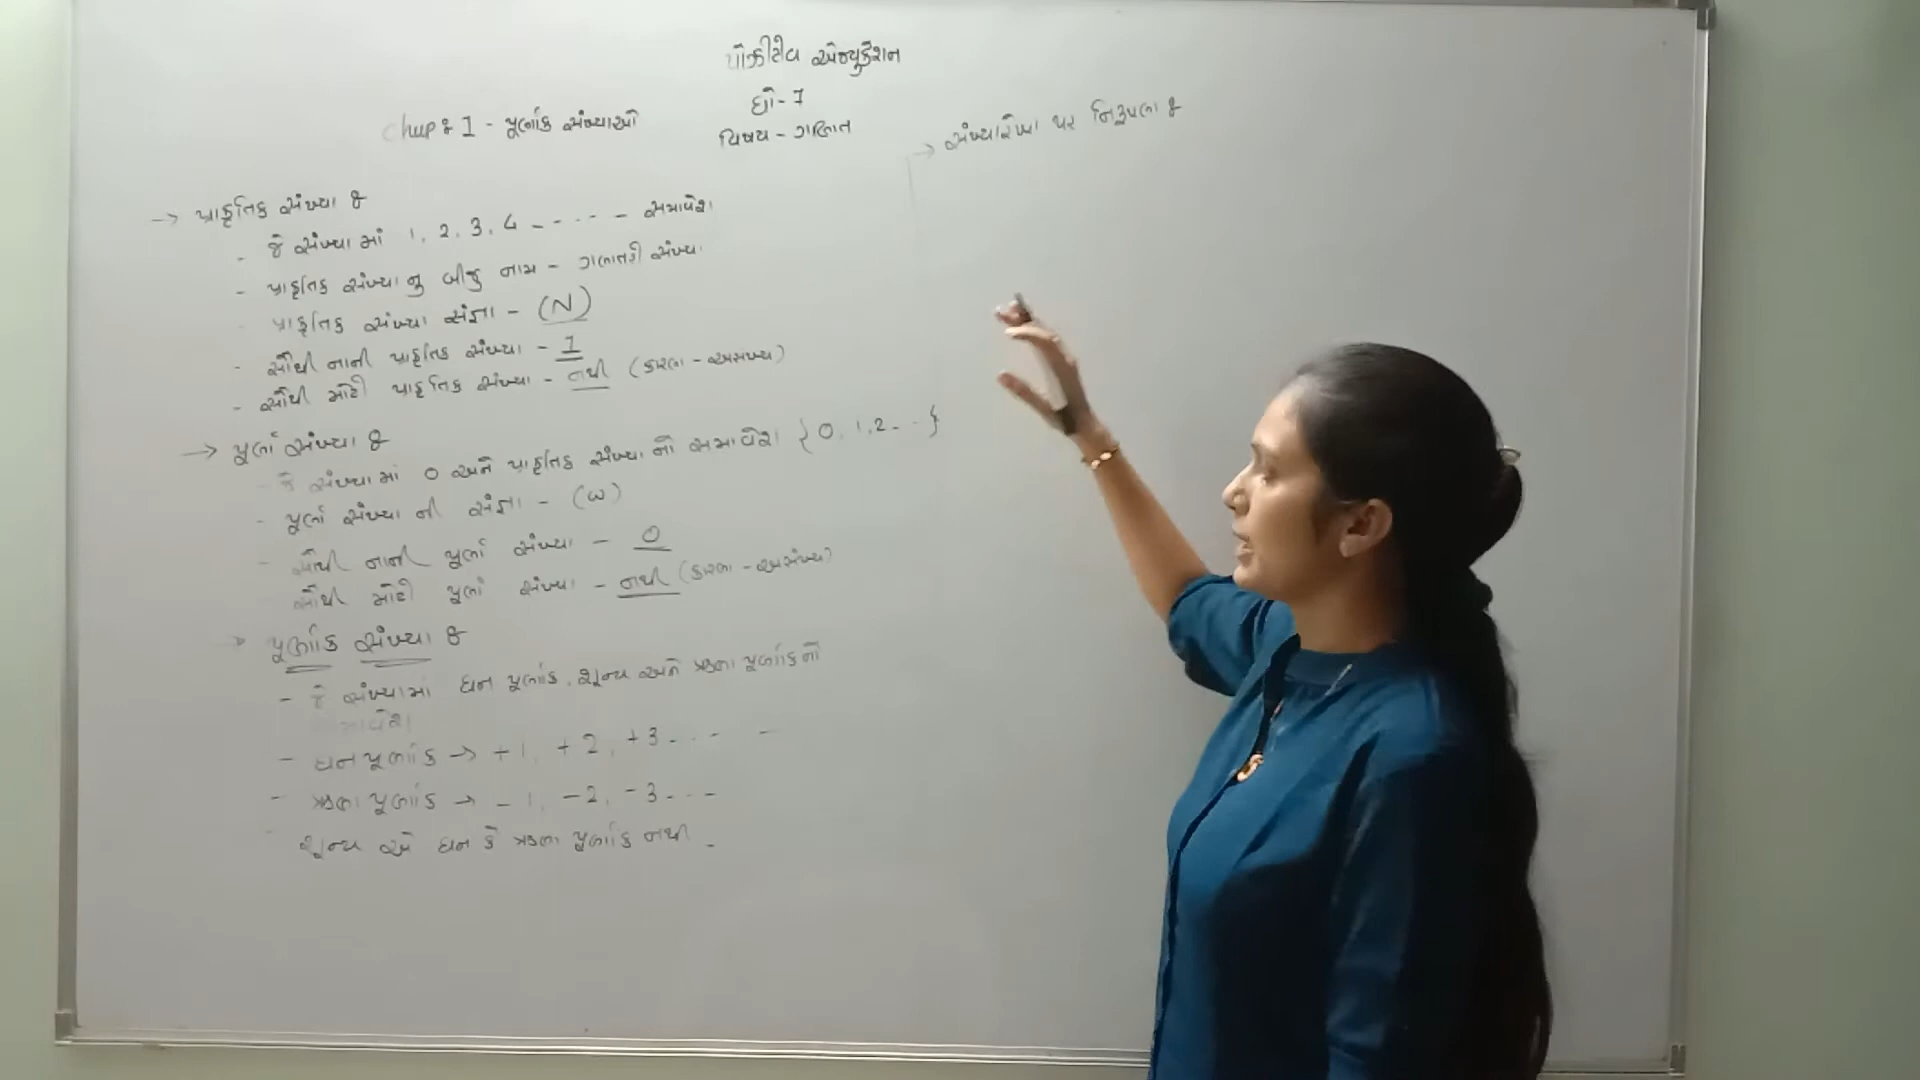 પોઝીટીવ એજ્યુકેશન
ધો - 7
વિષય - ગણિત
Chap : 1 - પૂર્ણાંક સંખ્યાઓ
→ પ્રાકૃતિક સંખ્યા :
- જે સંખ્યા માં 1, 2, 3, 4 - - - - - - સમાવેશ
- પ્રાકૃતિક સંખ્યા નુ બીજુ નામ - ગણતરી સંખ્યા
- પ્રાકૃતિક સંખ્યા સંજ્ઞા - (N)
- સૌથી નાની પ્રાકૃતિક સંખ્યા - 1
- સૌથી મોટી પ્રાકૃતિક સંખ્યા - નથી (કારણ - અસંખ્ય)
→ પૂર્ણ સંખ્યા :
- જે સંખ્યા માં 0 અને પ્રાકૃતિક સંખ્યા નો સમાવેશ { 0, 1, 2 - - - }
- પૂર્ણ સંખ્યા ની સંજ્ઞા - (W)
- સૌથી નાની પૂર્ણ સંખ્યા - 0
સૌથી મોટી પૂર્ણ સંખ્યા - નથી (કારણ - અસંખ્ય)
→ પૂર્ણાંક સંખ્યા :
- જે સંખ્યામાં ધન પૂર્ણાંક, શૂન્ય અને ઋણ પૂર્ણાંકનો
સમાવેશ
- ધન પૂર્ણાંક → +1, +2, +3 - - - -
- ઋણ પૂર્ણાંક → -1, -2, -3 - - -
- શૂન્ય એ ધન કે ઋણ પૂર્ણાંક નથી -
→ સંખ્યારેખા પર નિરૂપણ :